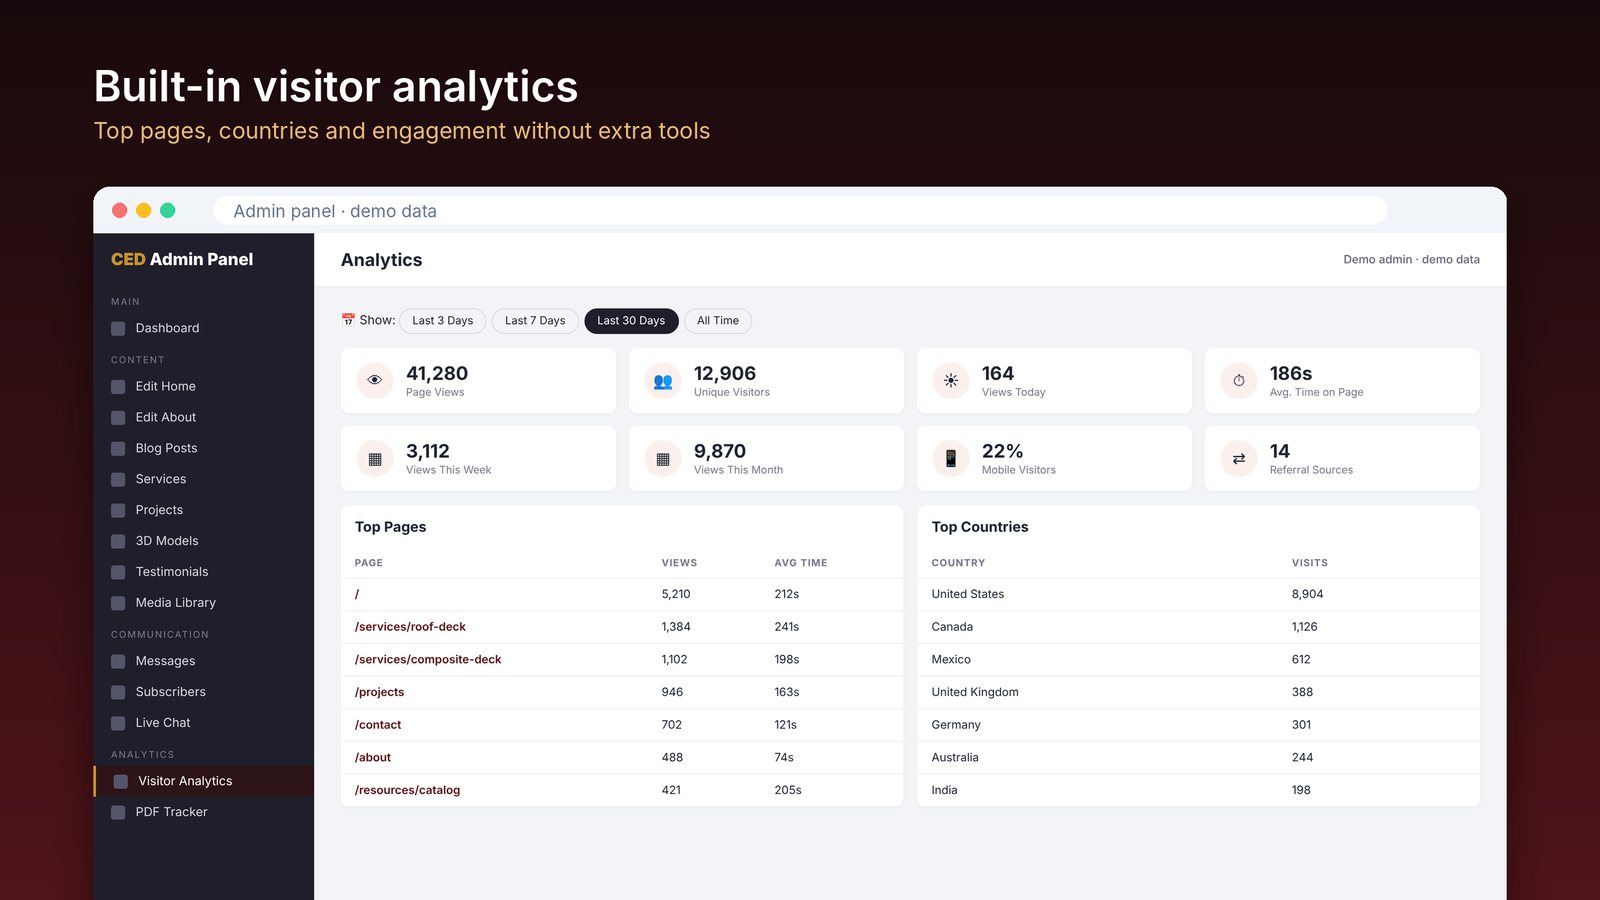 Built-in visitor analytics
Top pages, countries and engagement without extra tools
Admin panel · demo data
CED Admin Panel
MAIN
Dashboard
CONTENT
Edit Home
Edit About
Blog Posts
Services
Projects
3D Models
Testimonials
Media Library
COMMUNICATION
Messages
Subscribers
Live Chat
ANALYTICS
Visitor Analytics
PDF Tracker
Analytics
Demo admin · demo data
Show: Last 3 Days Last 7 Days Last 30 Days All Time
41,280
Page Views
12,906
Unique Visitors
164
Views Today
186s
Avg. Time on Page
3,112
Views This Week
9,870
Views This Month
22%
Mobile Visitors
14
Referral Sources
Top Pages
PAGE VIEWS AVG TIME
/ 5,210 212s
/services/roof-deck 1,384 241s
/services/composite-deck 1,102 198s
/projects 946 163s
/contact 702 121s
/about 488 74s
/resources/catalog 421 205s
Top Countries
COUNTRY VISITS
United States 8,904
Canada 1,126
Mexico 612
United Kingdom 388
Germany 301
Australia 244
India 198